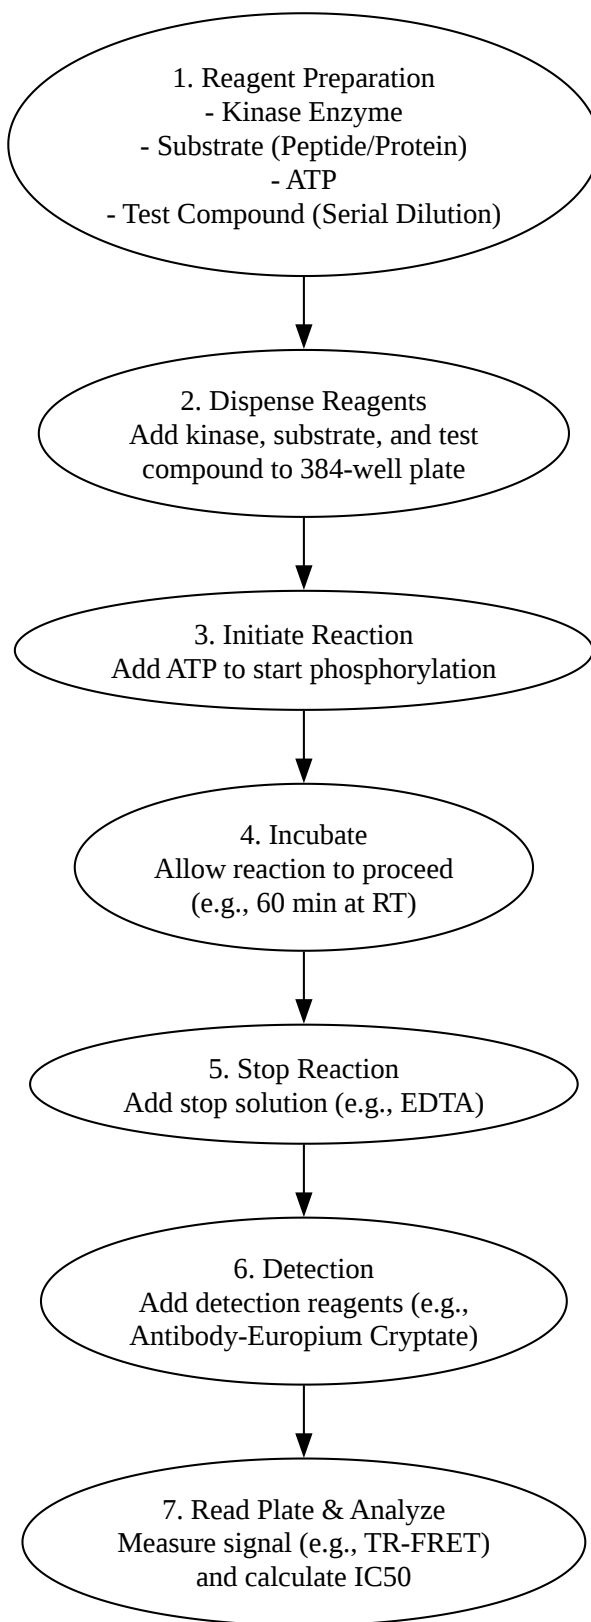 1. Reagent Preparation
- Kinase Enzyme
- Substrate (Peptide/Protein)
- ATP
- Test Compound (Serial Dilution)
2. Dispense Reagents
Add kinase, substrate, and test
compound to 384-well plate
3. Initiate Reaction
Add ATP to start phosphorylation
4. Incubate
Allow reaction to proceed
(e.g., 60 min at RT)
5. Stop Reaction
Add stop solution (e.g., EDTA)
6. Detection
Add detection reagents (e.g.,
Antibody-Europium Cryptate)
7. Read Plate & Analyze
Measure signal (e.g., TR-FRET)
and calculate IC50